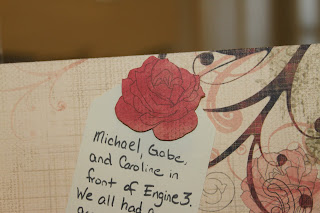 Michael, Gabe,
and Caroline in
front of Engine 3.
We all had a